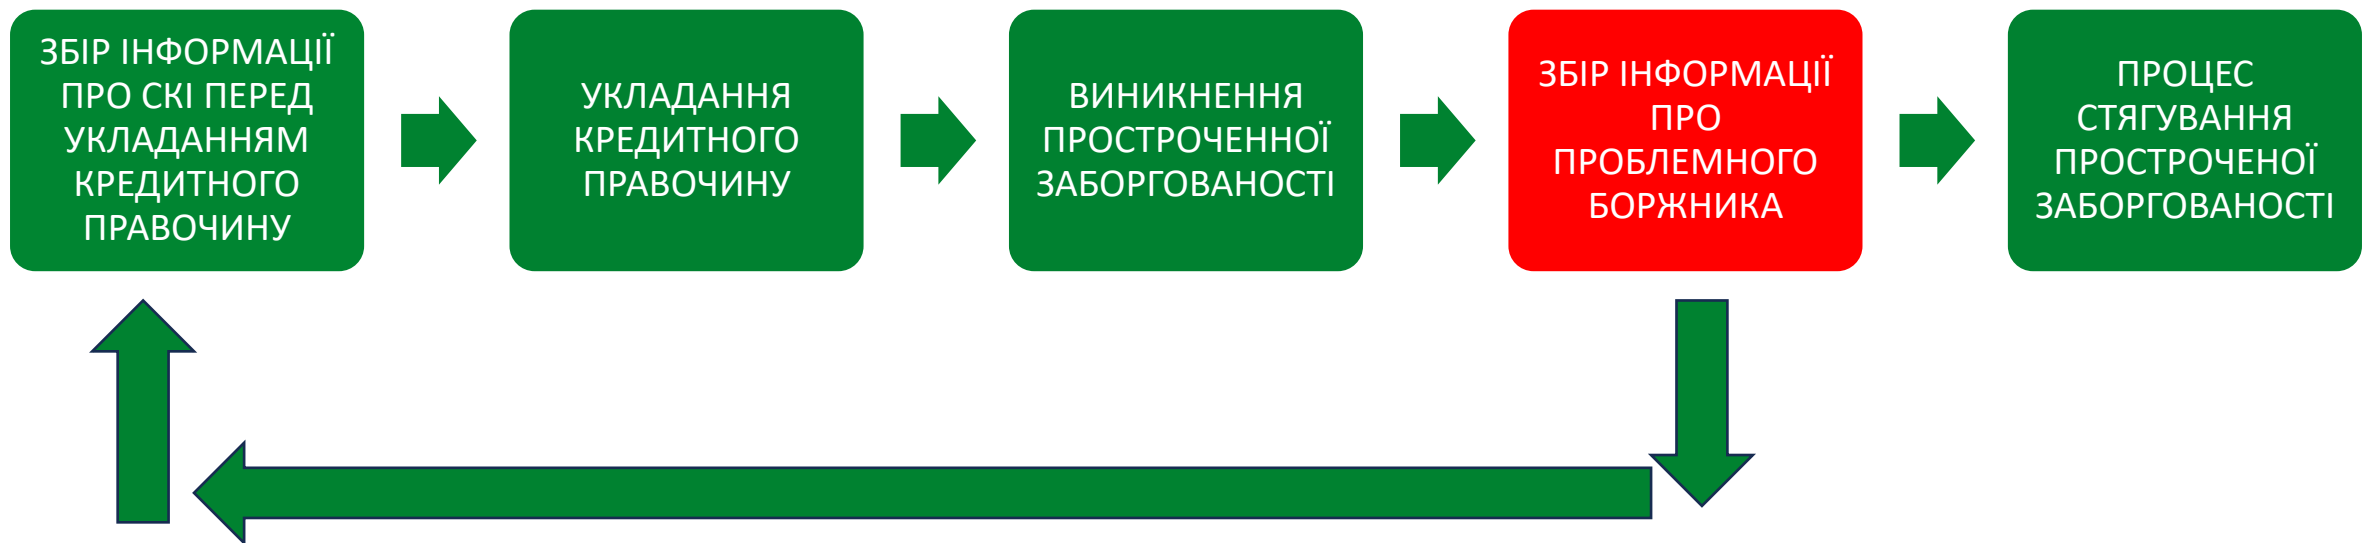 ЗБІР ІНФОРМАЦІЇ
ПРО СКІ ПЕРЕД
УКЛАДАННЯМ
КРЕДИТНОГО
ПРАВОЧИНУ
УКЛАДАННЯ
КРЕДИТНОГО
ПРАВОЧИНУ
ВИНИКНЕННЯ
ПРОСТРОЧЕННОЇ
ЗАБОРГОВАНОСТІ
ЗБІР ІНФОРМАЦІЇ
ПРО
ПРОБЛЕМНОГО
БОРЖНИКА
ПРОЦЕС
СТЯГУВАННЯ
ПРОСТРОЧЕНОЇ
ЗАБОРГОВАНОСТІ